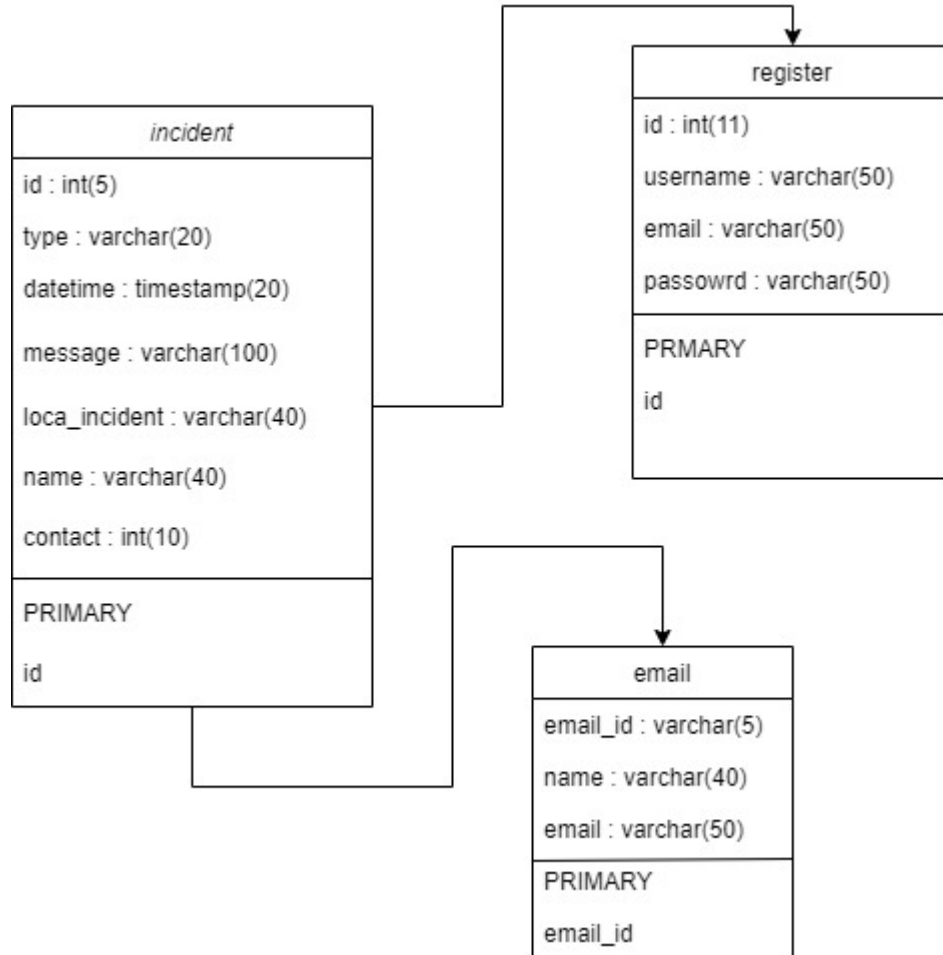 incident
id : int(5)
type : varchar(20)
datetime : timestamp(20)
message : varchar(100)
loca_incident : varchar(40)
name : varchar(40)
contact : int(10)
PRIMARY
id
register
id : int(11)
username : varchar(50)
email : varchar(50)
passowrd : varchar(50)
PRMARY
id
email
email_id : varchar(5)
name : varchar(40)
email : varchar(50)
PRIMARY
email_id